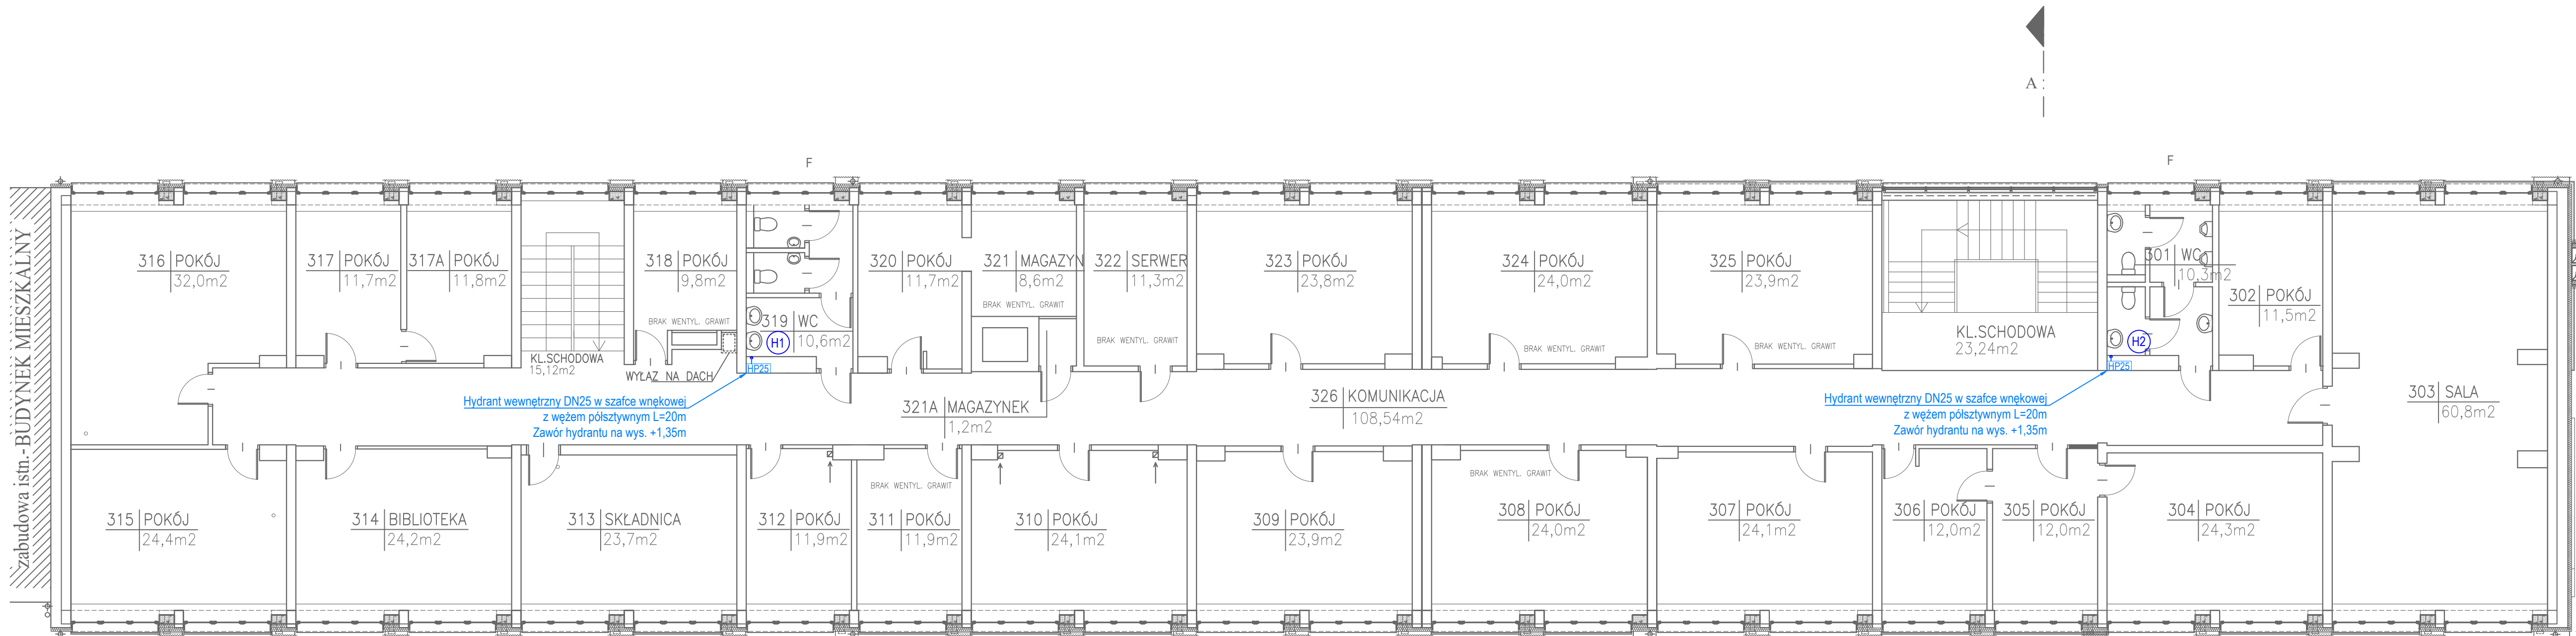 A
F
F
zabudowa istn.-BUDYNEK MIESZKALNY
316 POKÓJ
32,0m2
317 POKÓJ
11,7m2
317A POKÓJ
11,8m2
KL.SCHODOWA
15,12m2
318 POKÓJ
9,8m2
BRAK WENTYL. GRAWIT
WYŁAZ NA DACH
319 WC
10,6m2
H1
HP25
320 POKÓJ
11,7m2
321 MAGAZYN
8,6m2
BRAK WENTYL. GRAWIT
322 SERWER
11,3m2
BRAK WENTYL. GRAWIT
323 POKÓJ
23,8m2
324 POKÓJ
24,0m2
BRAK WENTYL. GRAWIT
325 POKÓJ
23,9m2
BRAK WENTYL. GRAWIT
KL.SCHODOWA
23,24m2
301 WC
10,3m2
H2
HP25
302 POKÓJ
11,5m2
303 SALA
60,8m2
Hydrant wewnętrzny DN25 w szafce wnękowej
z wężem półsztywnym L=20m
Zawór hydrantu na wys. +1,35m
321A MAGAZYNEK
1,2m2
326 KOMUNIKACJA
108,54m2
Hydrant wewnętrzny DN25 w szafce wnękowej
z wężem półsztywnym L=20m
Zawór hydrantu na wys. +1,35m
315 POKÓJ
24,4m2
314 BIBLIOTEKA
24,2m2
313 SKŁADNICA
23,7m2
312 POKÓJ
11,9m2
BRAK WENTYL. GRAWIT
311 POKÓJ
11,9m2
310 POKÓJ
24,1m2
309 POKÓJ
23,9m2
BRAK WENTYL. GRAWIT
308 POKÓJ
24,0m2
307 POKÓJ
24,1m2
306 POKÓJ
12,0m2
305 POKÓJ
12,0m2
304 POKÓJ
24,3m2